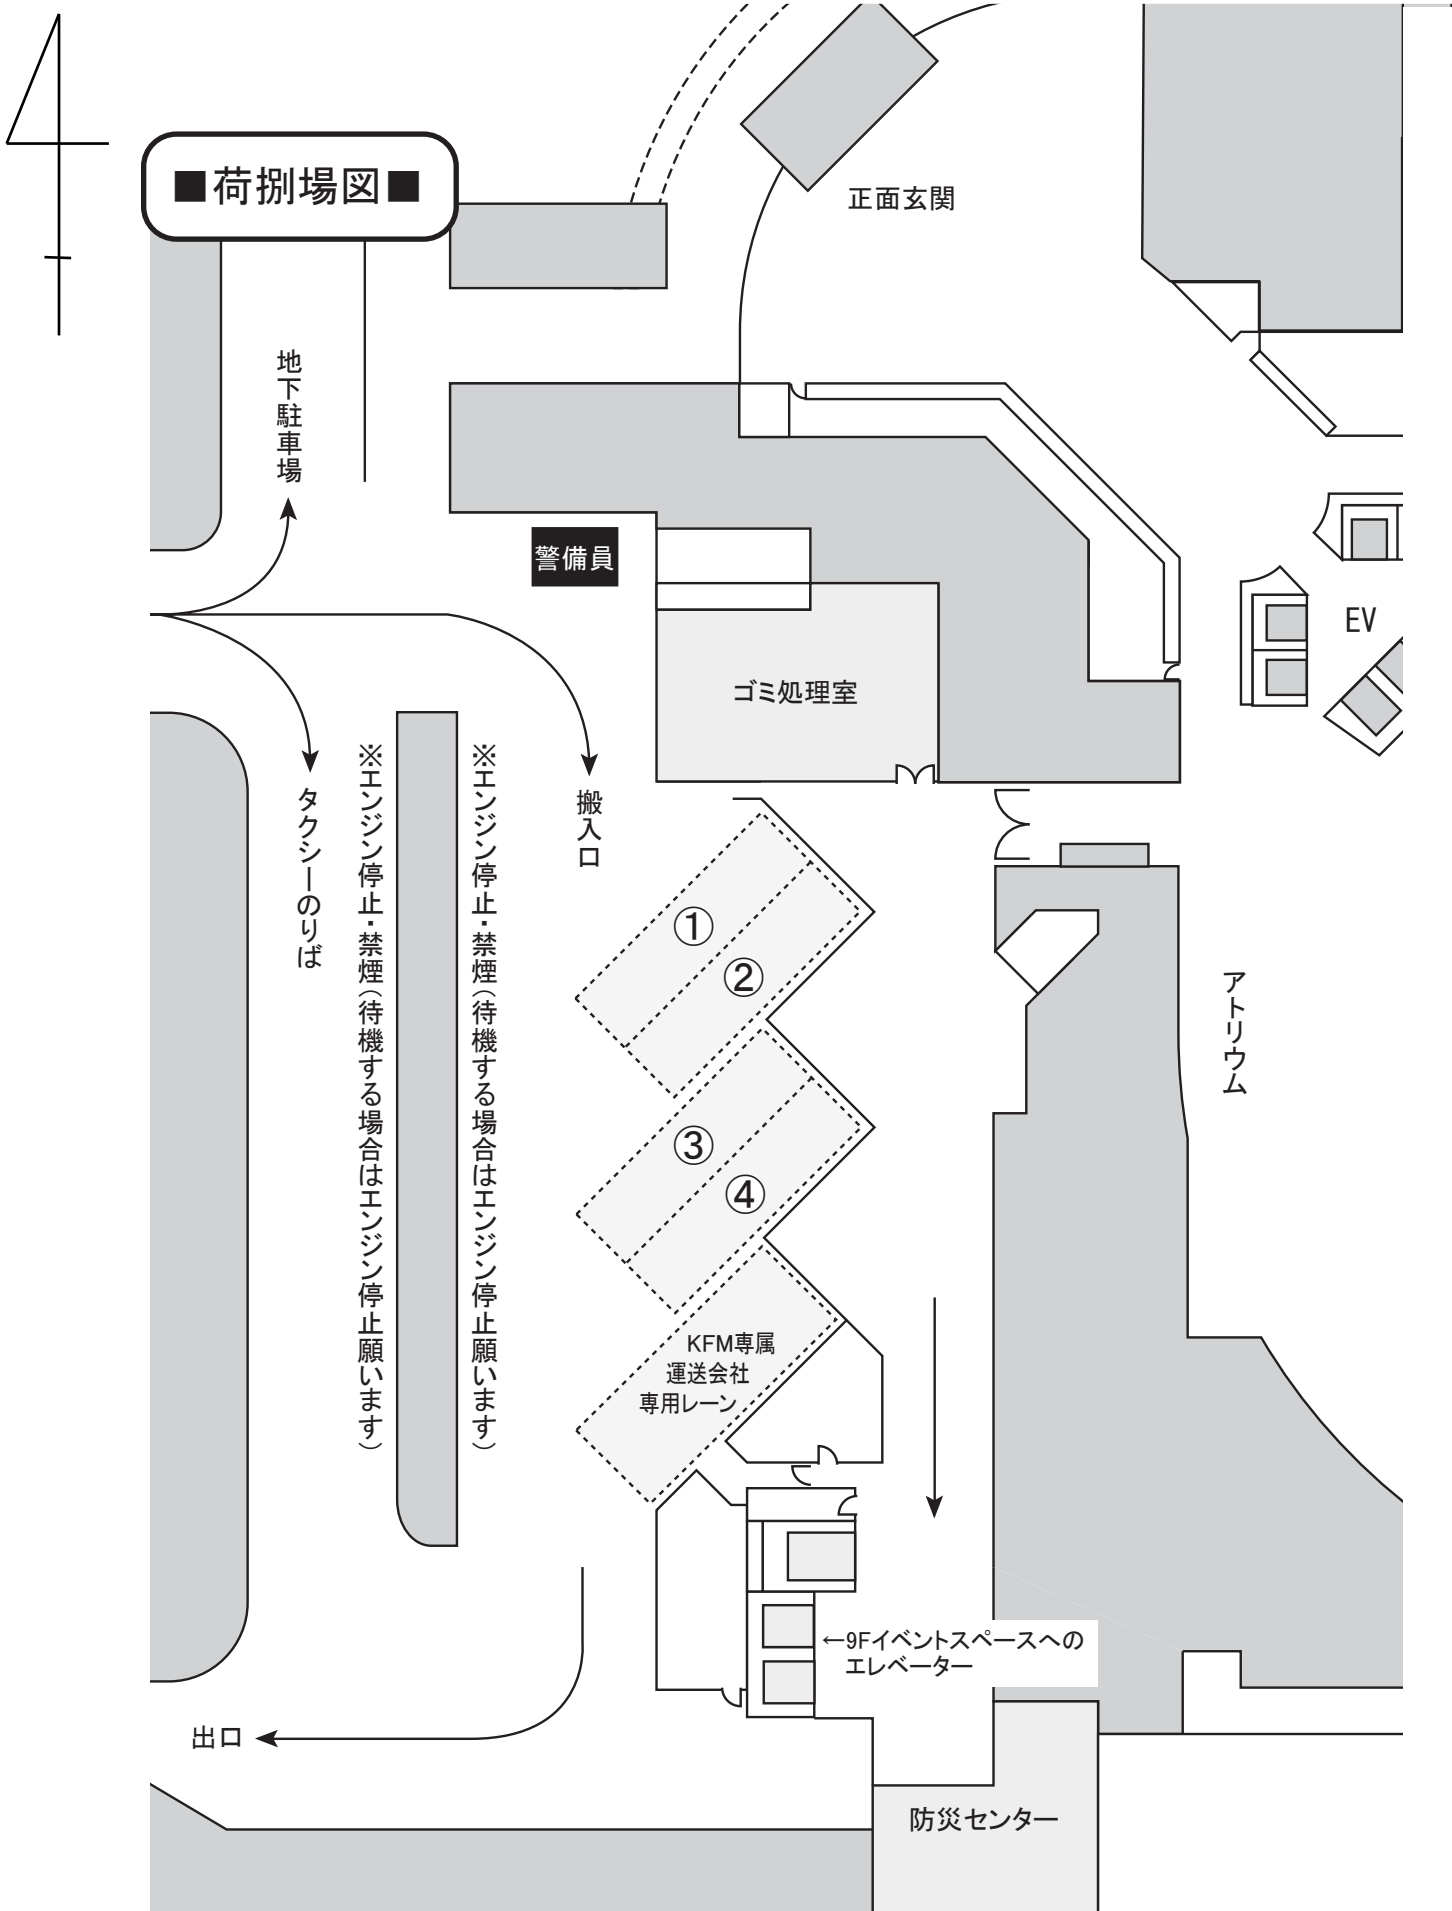 ■荷捌場図■
正面玄関
地下駐車場
警備員
EV
ゴミ処理室
タクシーのりば
※エンジン停止・禁煙（待機する場合はエンジン停止願います）
※エンジン停止・禁煙（待機する場合はエンジン停止願います）
搬入口
①
②
③
④
アトリウム
KFM専属
運送会社
専用レーン
←9Fイベントスペースへの
エレベーター
出口
防災センター